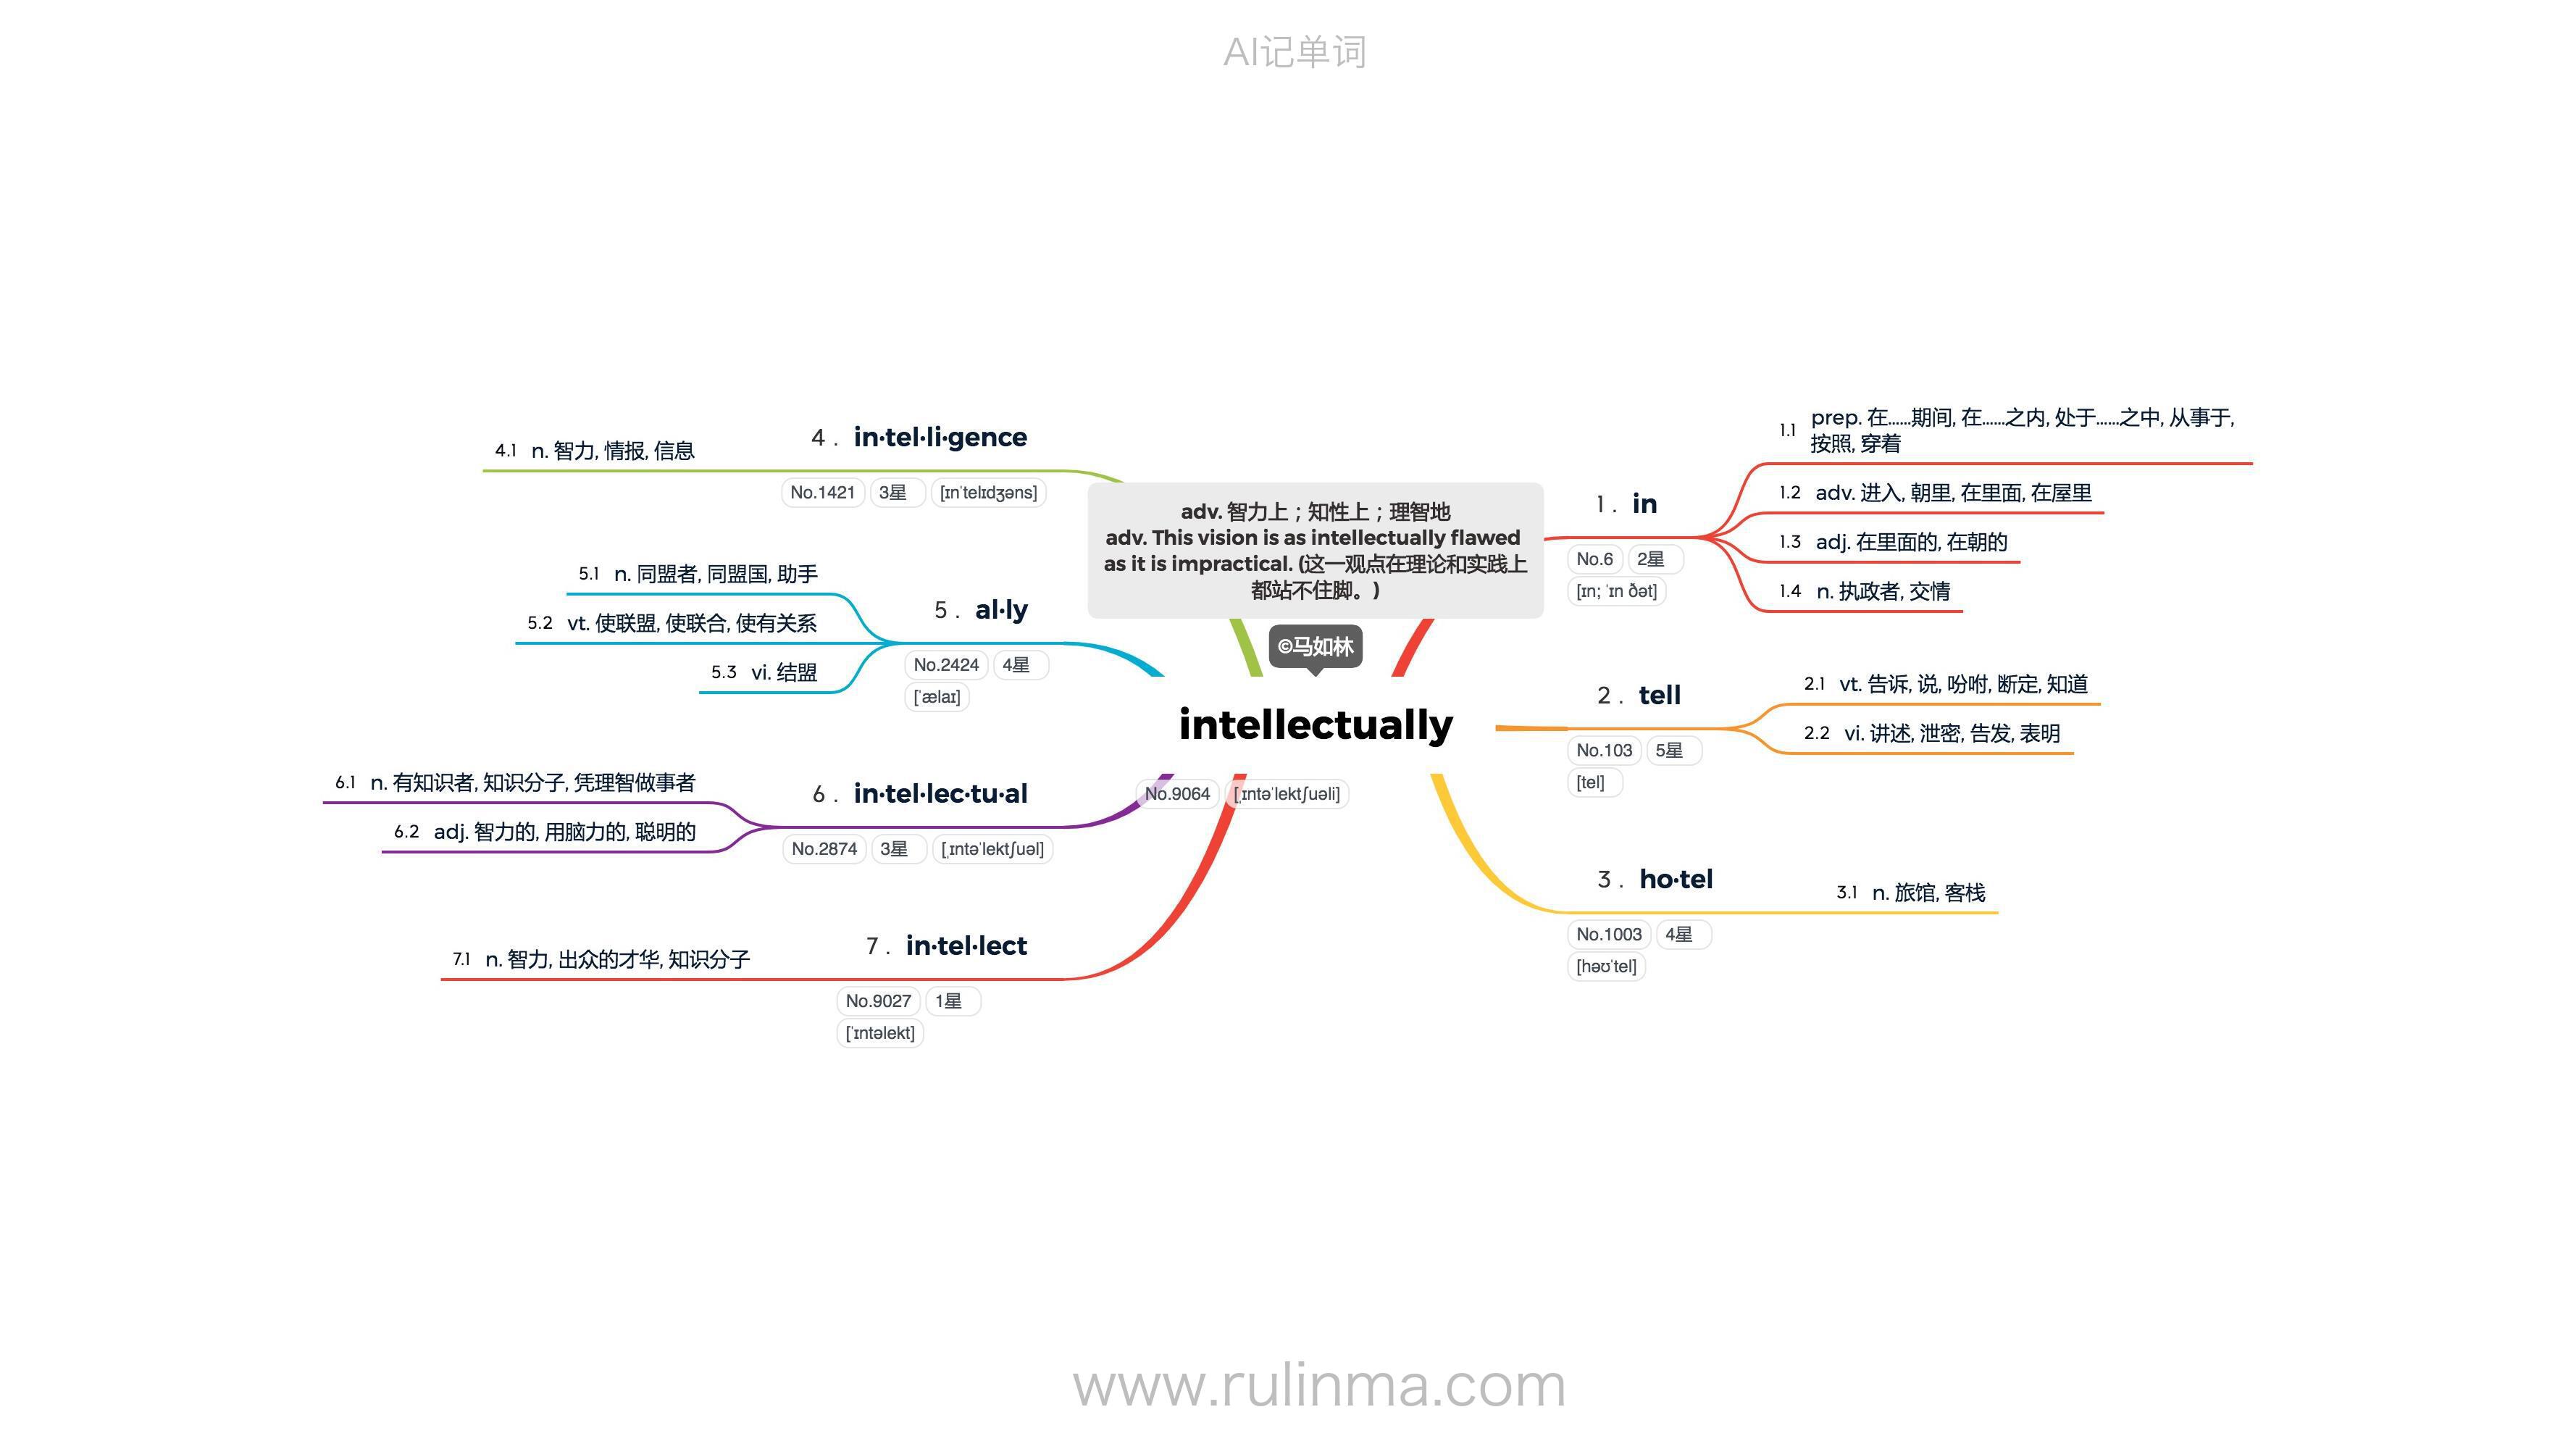 AI记单词
adv. 智力上；知性上；理智地
adv. This vision is as intellectually flawed
as it is impractical. (这一观点在理论和实践上
都站不住脚。)
©马如林
intellectually
No.9064 [ˌɪntəˈlektʃuəli]
1 . in
No.6 2星
[ɪn; ˈɪn ðət]
1.1 prep. 在……期间, 在……之内, 处于……之中, 从事于,
按照, 穿着
1.2 adv. 进入, 朝里, 在里面, 在屋里
1.3 adj. 在里面的, 在朝的
1.4 n. 执政者, 交情
2 . tell
No.103 5星
[tel]
2.1 vt. 告诉, 说, 吩咐, 断定, 知道
2.2 vi. 讲述, 泄密, 告发, 表明
3 . ho·tel
No.1003 4星
[həʊˈtel]
3.1 n. 旅馆, 客栈
4 . in·tel·li·gence
No.1421 3星 [ɪnˈtelɪdʒəns]
4.1 n. 智力, 情报, 信息
5 . al·ly
No.2424 4星
[ˈælaɪ]
5.1 n. 同盟者, 同盟国, 助手
5.2 vt. 使联盟, 使联合, 使有关系
5.3 vi. 结盟
6 . in·tel·lec·tu·al
No.2874 3星 [ˌɪntəˈlektʃuəl]
6.1 n. 有知识者, 知识分子, 凭理智做事者
6.2 adj. 智力的, 用脑力的, 聪明的
7 . in·tel·lect
No.9027 1星
[ˈɪntəlekt]
7.1 n. 智力, 出众的才华, 知识分子
www.rulinma.com